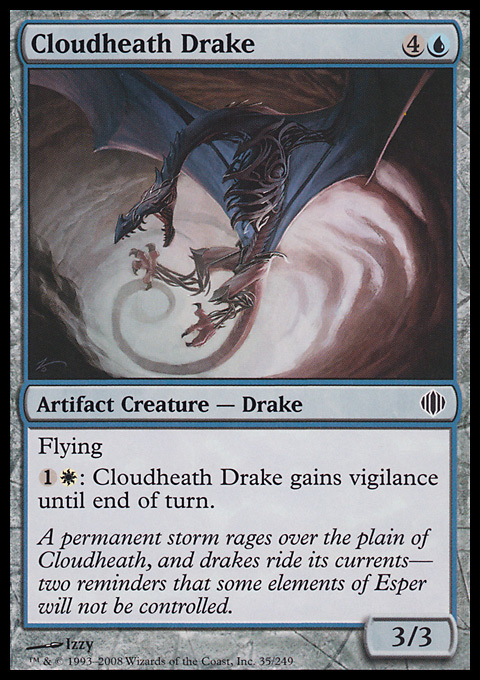 Cloudheath Drake 4
Artifact Creature — Drake
Flying
1 : Cloudheath Drake gains vigilance
until end of turn.
A permanent storm rages over the plain of
Cloudheath, and drakes ride its currents—
two reminders that some elements of Esper
will not be controlled.
Izzy
3/3
™ & © 1993–2008 Wizards of the Coast, Inc. 35/249